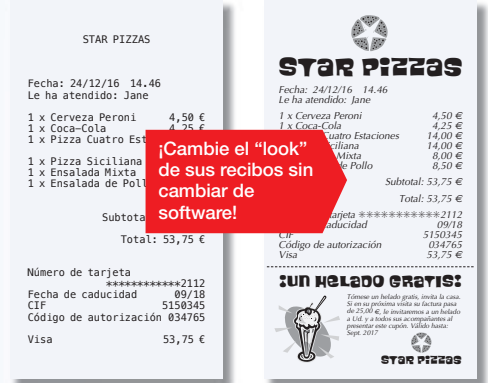 STAR PIZZAS
Fecha: 24/12/16 14.46
Le ha atendido: Jane
1 x Cerveza Peroni 4,50 €
1 x Coca-Cola 4,25 €
1 x Pizza Cuatro
1 x Pizza Siciliana
1 x Ensalada Mixta
1 x Ensalada de
Total: 53,75 €
Número de tarjeta
************2112
Fecha de caducidad 09/18
CIF 5150345
Código de autorización 034765
Visa 53,75 €
¡Cambie el “look”
de sus recibos sin
cambiar de
software!
STAR PIZZAS
Fecha: 24/12/16 14.46
Le ha atendido: Jane
1 x Cerveza Peroni 4,50 €
1 x Coca-Cola 4,25 €
Cuatro Estaciones 14,00 €
14,00 €
Mixta 8,00 €
de Pollo 8,50 €
Subtotal: 53,75 €
Total: 53,75 €
***********2112
09/18
CIF 5150345
Código de autorización 034765
Visa 53,75 €
¡UN HELADO GRATIS!
Tómese un helado gratis, invita la casa.
Si en su próxima visita su factura pasa
de 25,00 €, le invitaremos a un helado
a Ud. y a todos sus acompañantes al
presentar este cupón. Válido hasta:
Sept. 2017
STAR PIZZAS